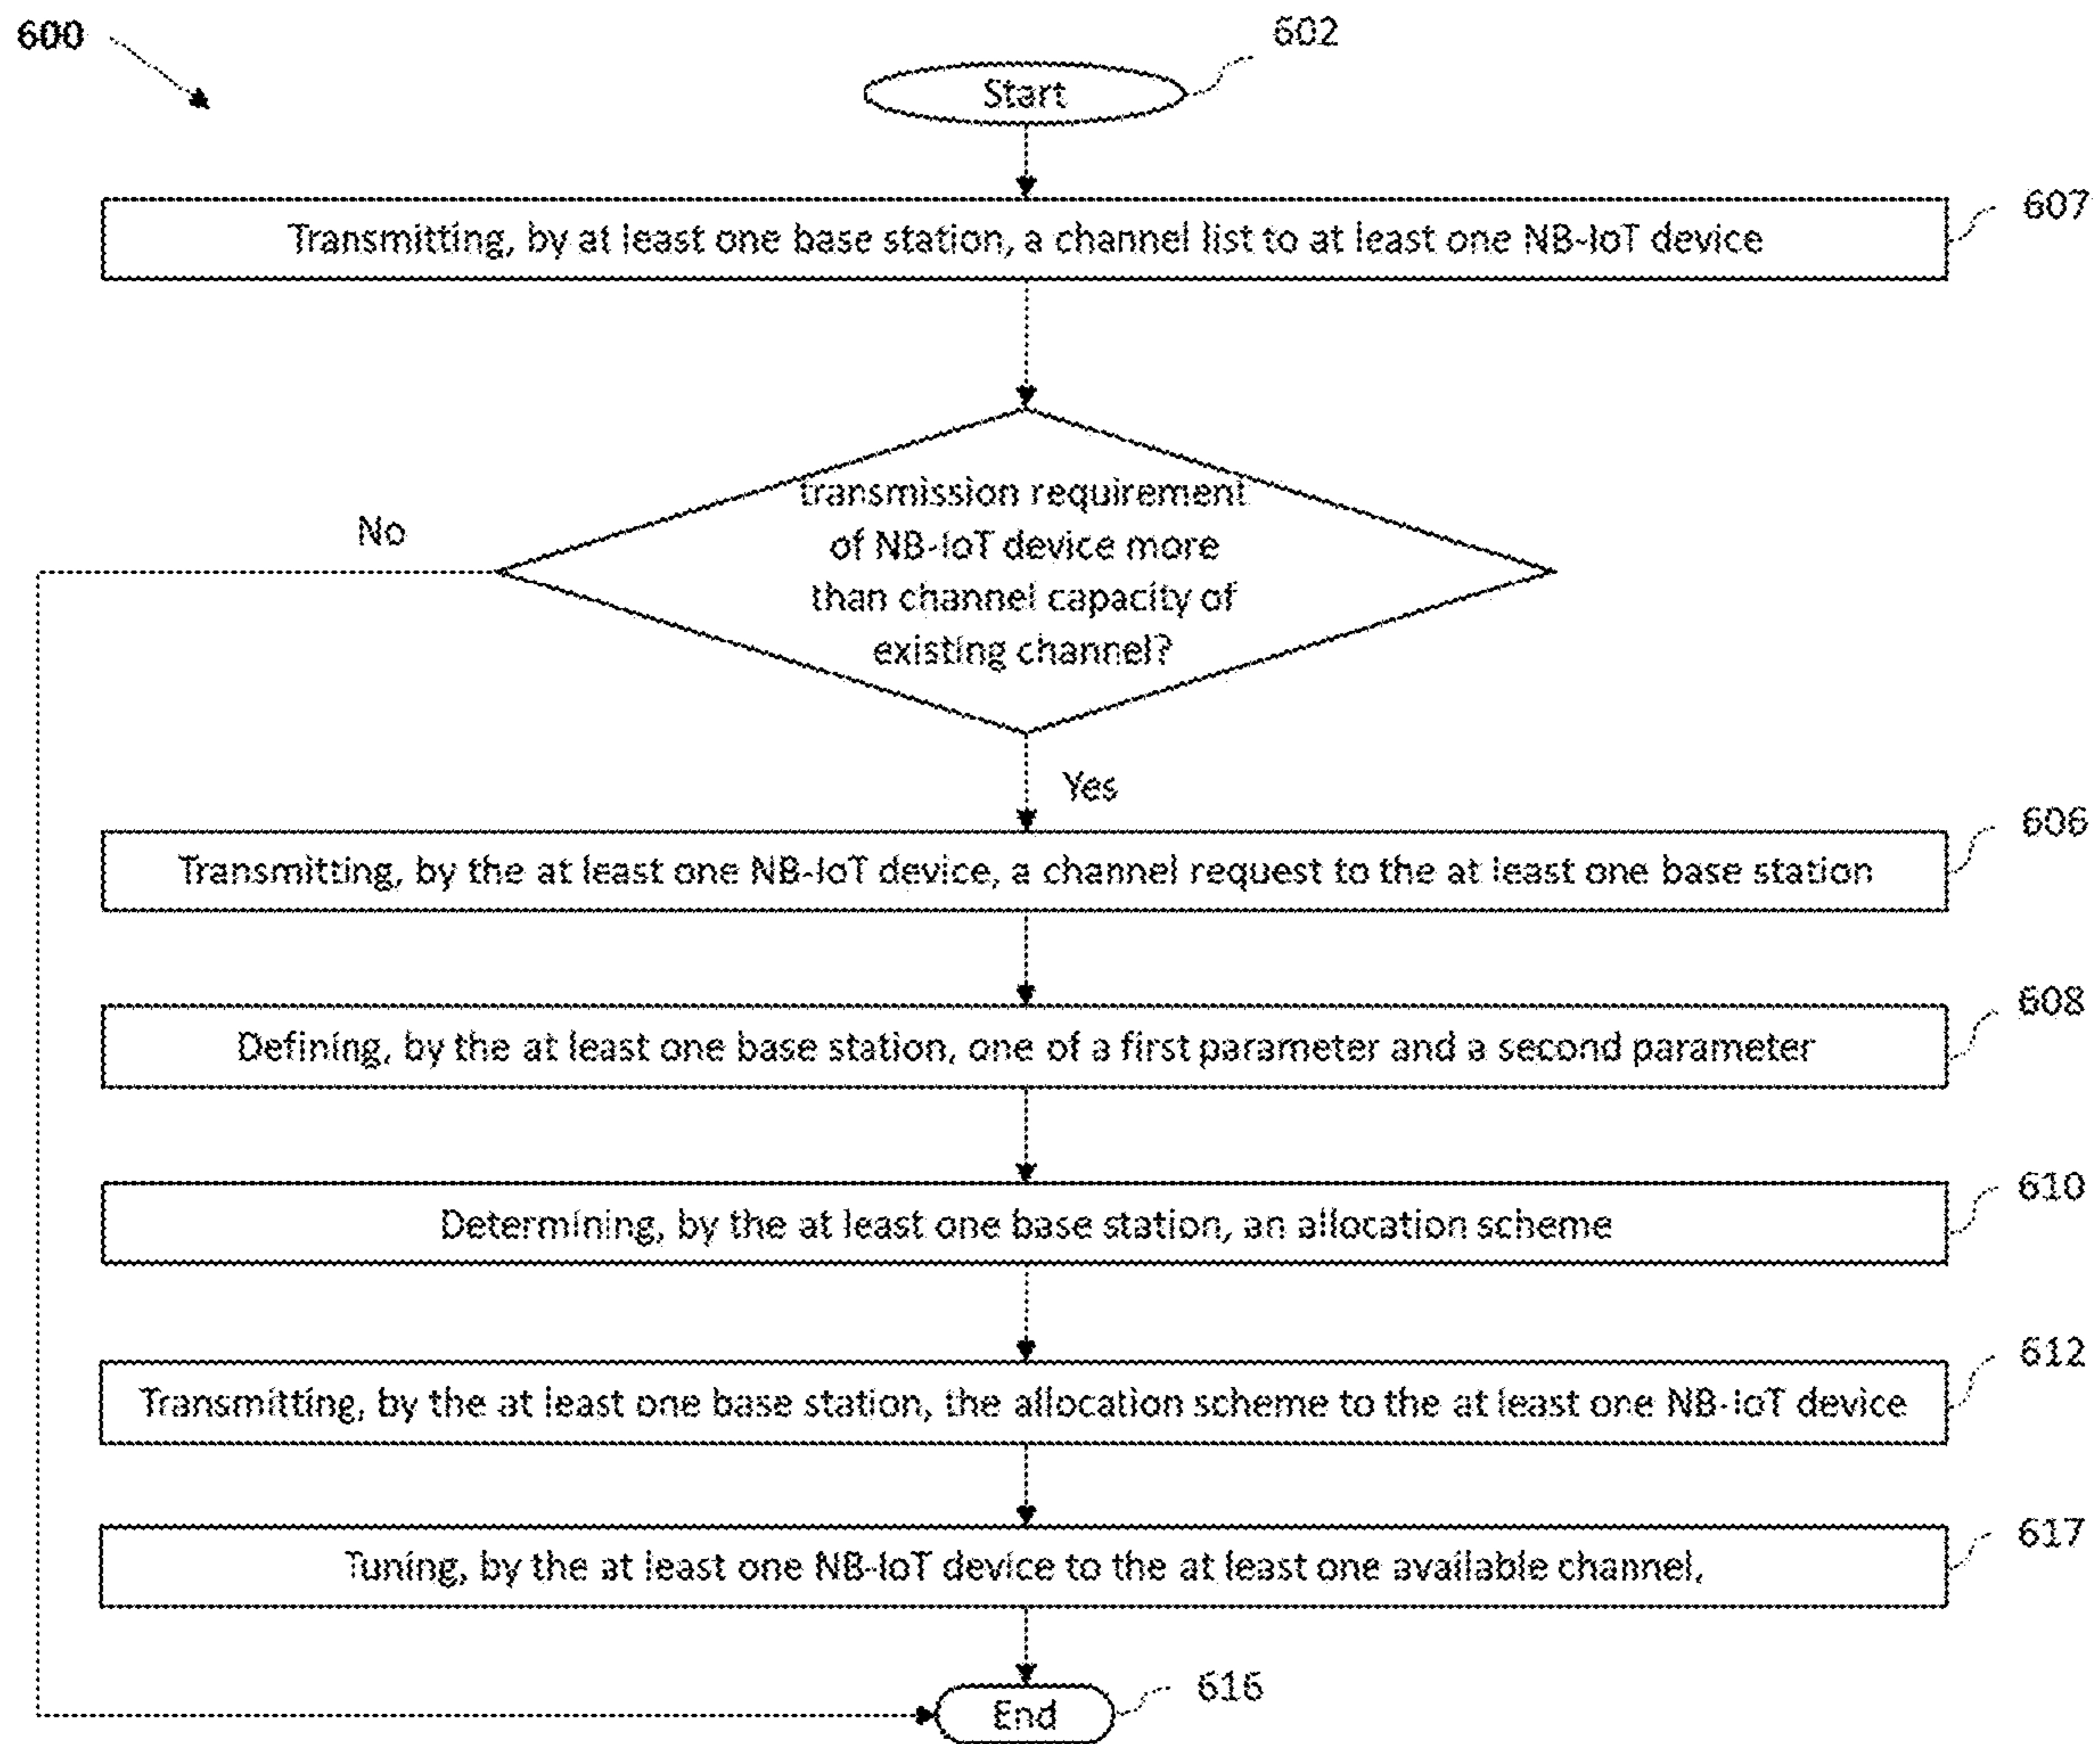 600
602
Start
607
Transmitting, by at least one base station, a channel list to at least one NB-IoT device
transmission requirement
of NB-IoT device more
than channel capacity of
existing channel?
No
Yes
606
Transmitting, by the at least one NB-IoT device, a channel request to the at least one base station
608
Defining, by the at least one base station, one of a first parameter and a second parameter
610
Determining, by the at least one base station, an allocation scheme
612
Transmitting, by the at least one base station, the allocation scheme to the at least one NB-IoT device
617
Tuning, by the at least one NB-IoT device to the at least one available channel,
616
End